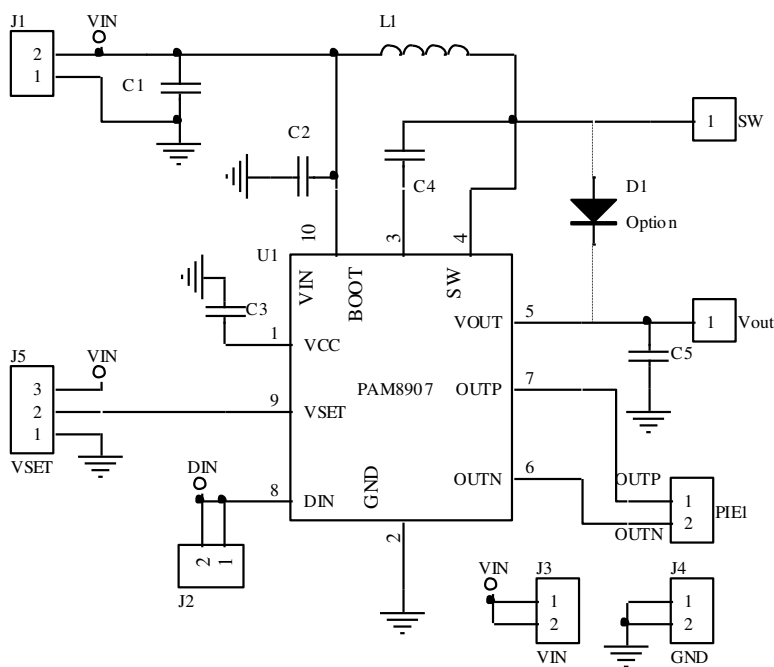 J1
VIN
L1
2
1
C1
C2
C4
1
SW
D1
Option
10
3
4
U1
VIN
BOOT
SW
C3
1
VCC
VOUT
5
1
Vout
C5
J5
VIN
3
2
1
VSET
9
VSET
PAM8907
OUTP
7
DIN
8
DIN
GND
OUTN
6
OUTP
OUTN
1
2
PIE1
2
1
J2
2
VIN
J3
1
2
VIN
J4
1
2
GND